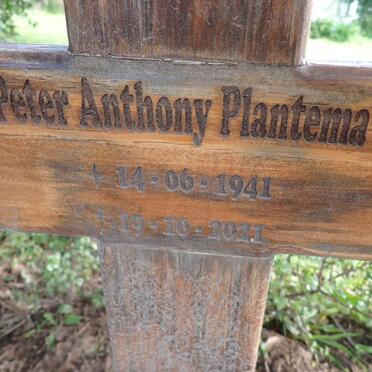 Peter Anthony Plantema
+ 14-06-1941
† 19-10-2011